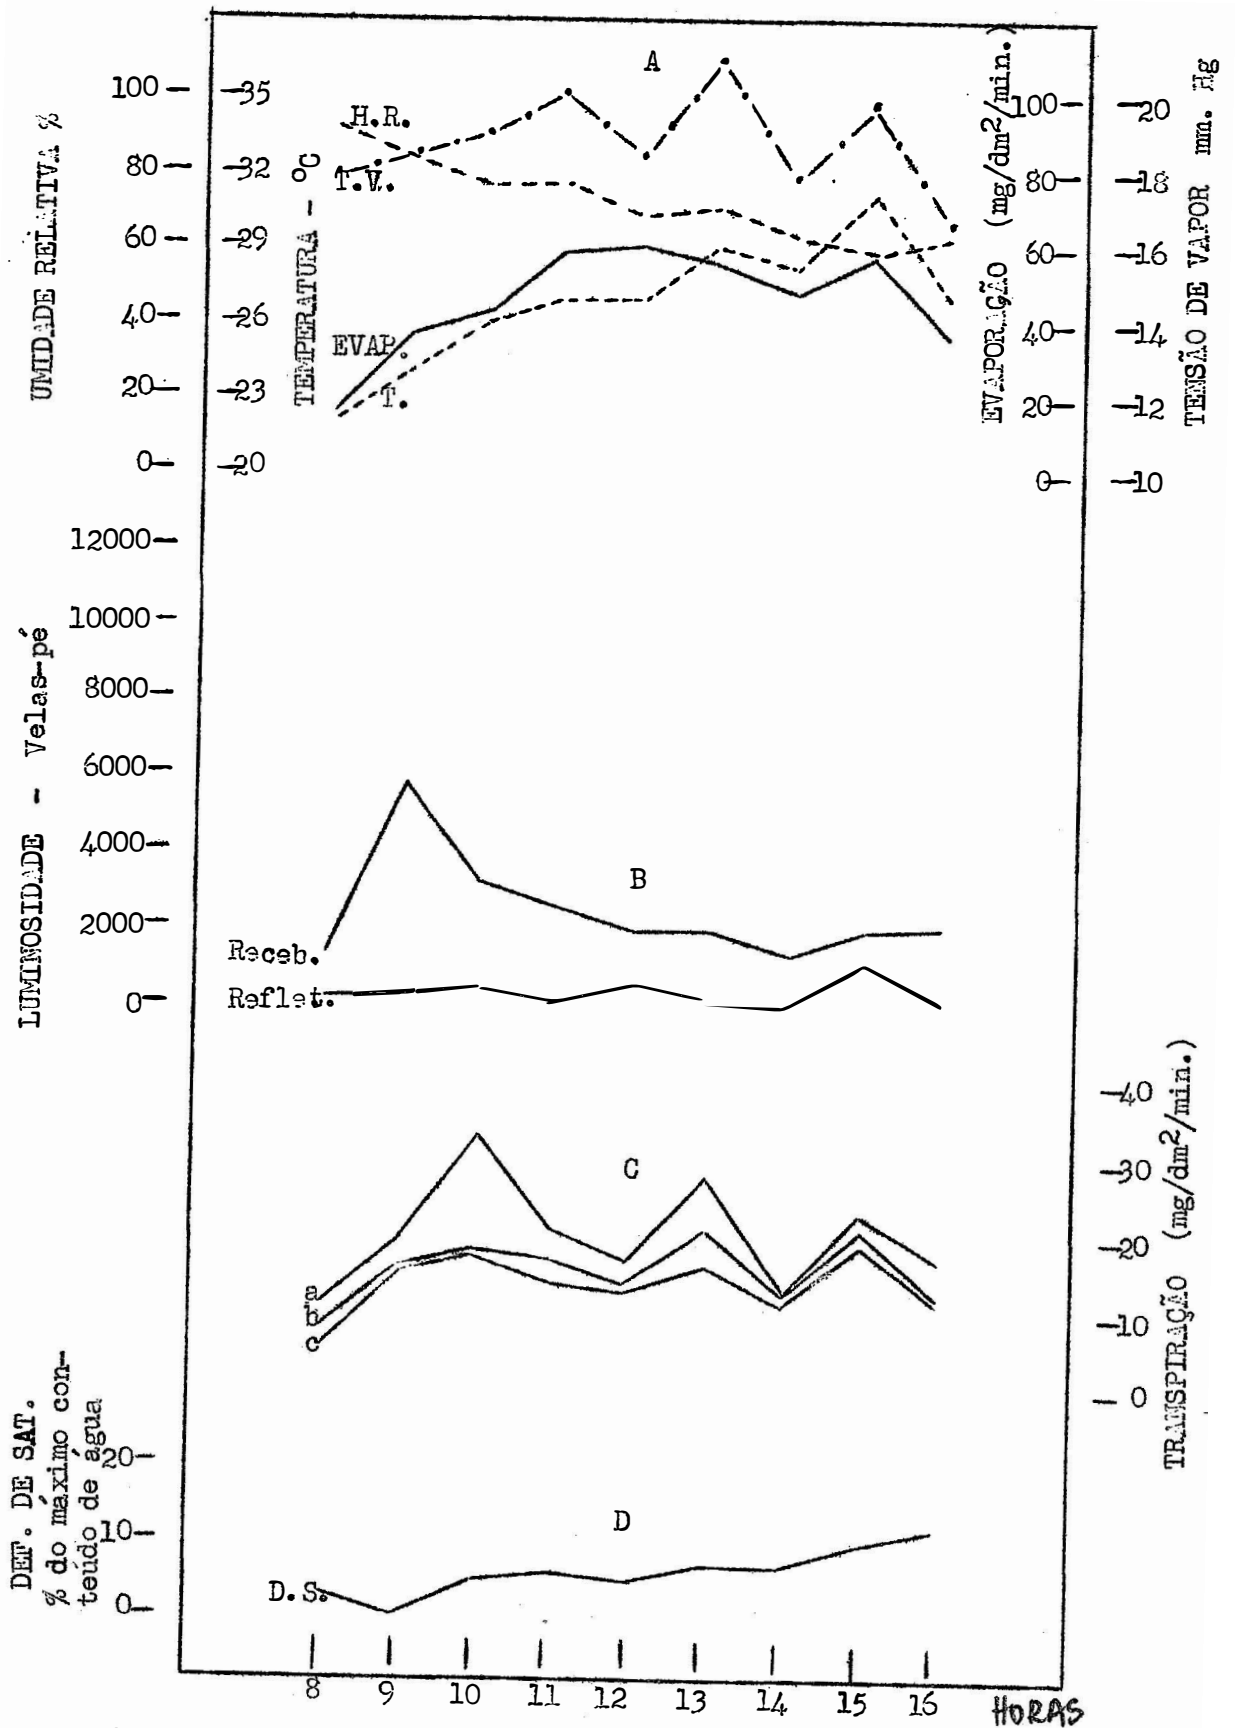 UMIDADE RELATIVA %
100
80
60
40
20
0
35
32
29
26
23
20
TEMPERATURA - ºC
A
H.R.
T.V.
EVAP.
T.
EVAPORAÇÃO (mg/dm2/min.)
100
80
60
40
20
0
20
18
16
14
12
10
TENSÃO DE VAPOR mm. Hg
LUMINOSIDADE - Velas-pé
12000
10000
8000
6000
4000
2000
0
B
Receb.
Reflet.
C
a
b
c
40
30
20
10
0
TRANSPIRAÇÃO (mg/dm2/min.)
DEF. DE SAT.
% do máximo con-
teúdo de água
20
10
0
D
D.S.
8 9 10 11 12 13 14 15 16 HORAS